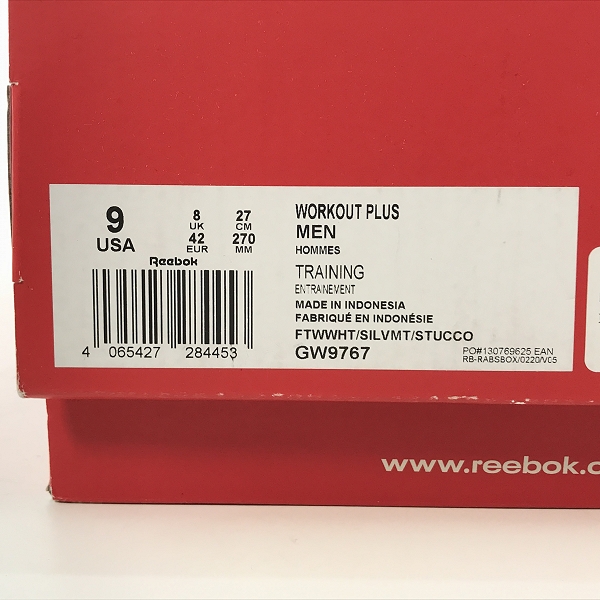 9
USA
8
UK
42
EUR
27
CM
270
MM
Reebok
4 065427 284453
WORKOUT PLUS
MEN
HOMMES
TRAINING
ENTRAINEMENT
MADE IN INDONESIA
FABRIQUÉ EN INDONÉSIE
FTWWHT/SILVMT/STUCCO
GW9767
PO#130769625 EAN
RB-RABSBOX/0220/V05
www.reebok.c